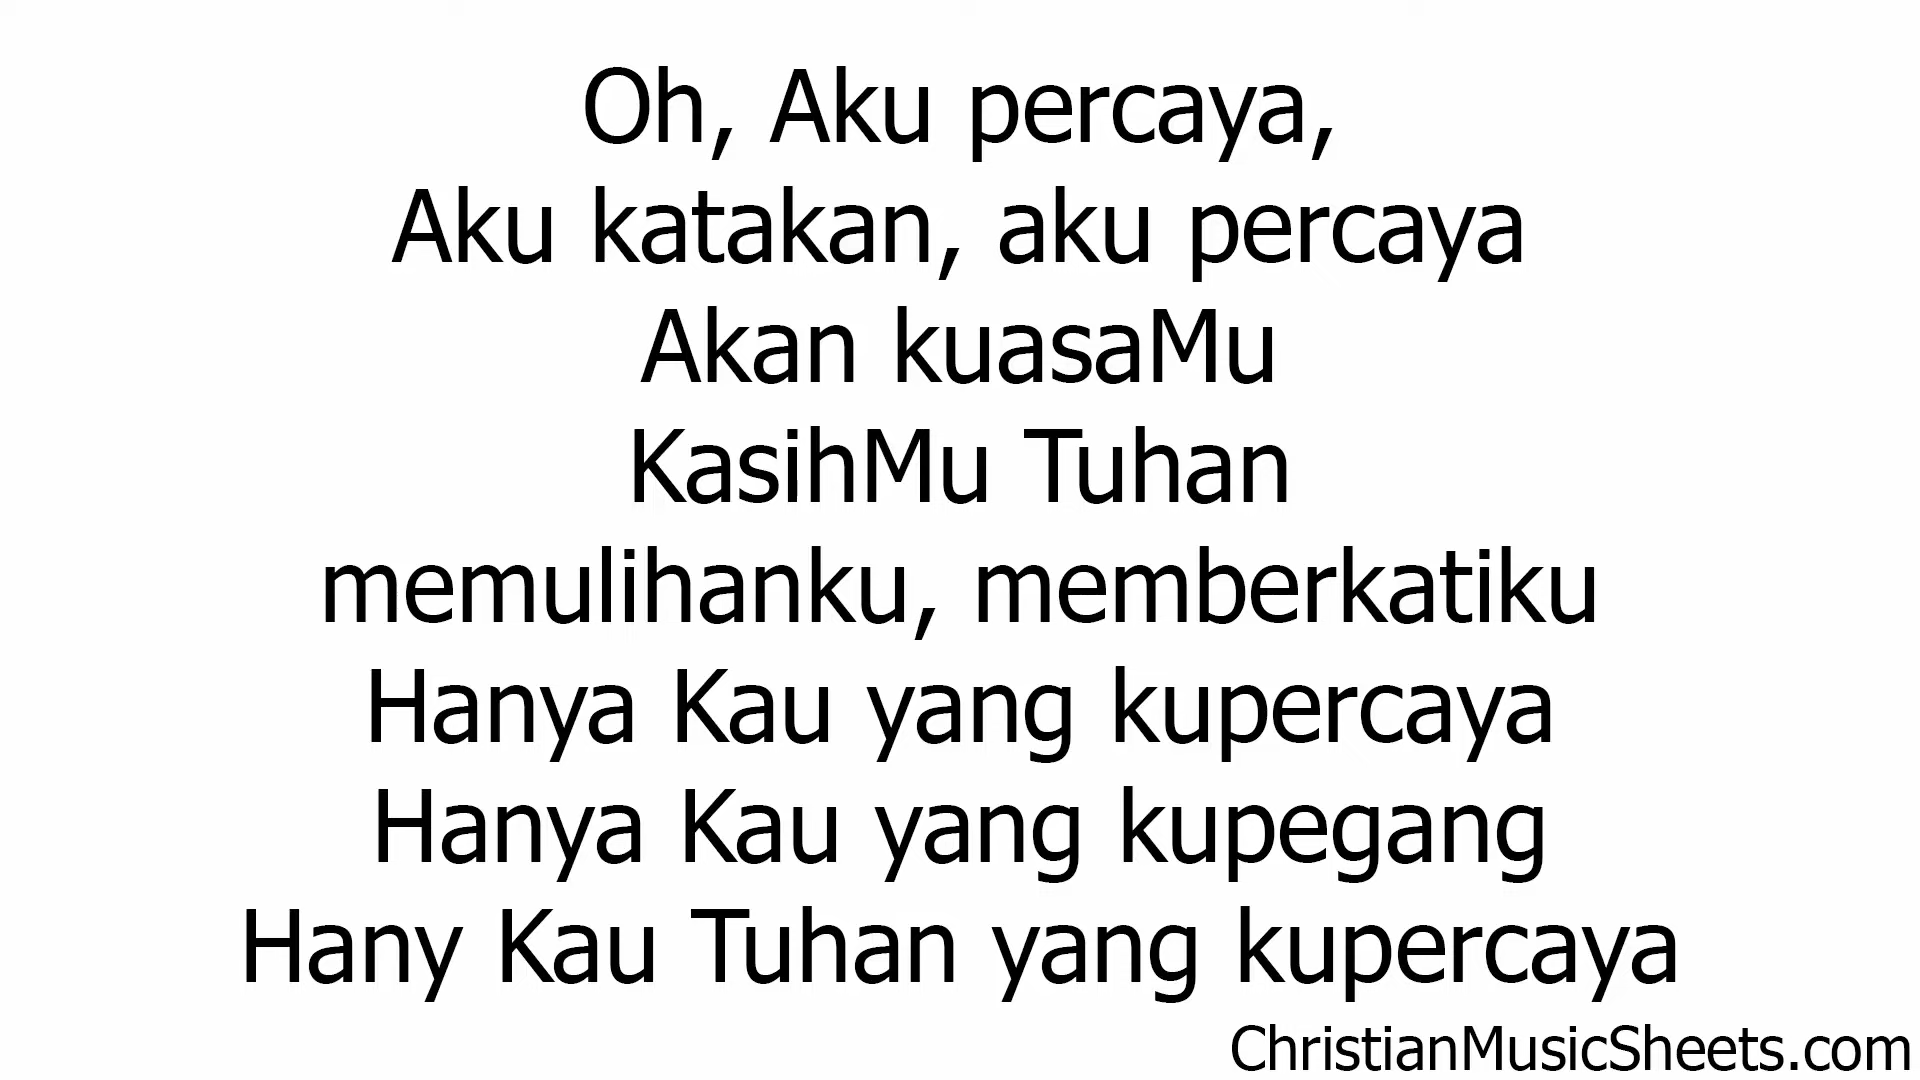 Oh, Aku percaya,
Aku katakan, aku percaya
Akan kuasaMu
KasihMu Tuhan
memulihanku, memberkatiku
Hanya Kau yang kupercaya
Hanya Kau yang kupegang
Hany Kau Tuhan yang kupercaya
ChristianMusicSheets.com